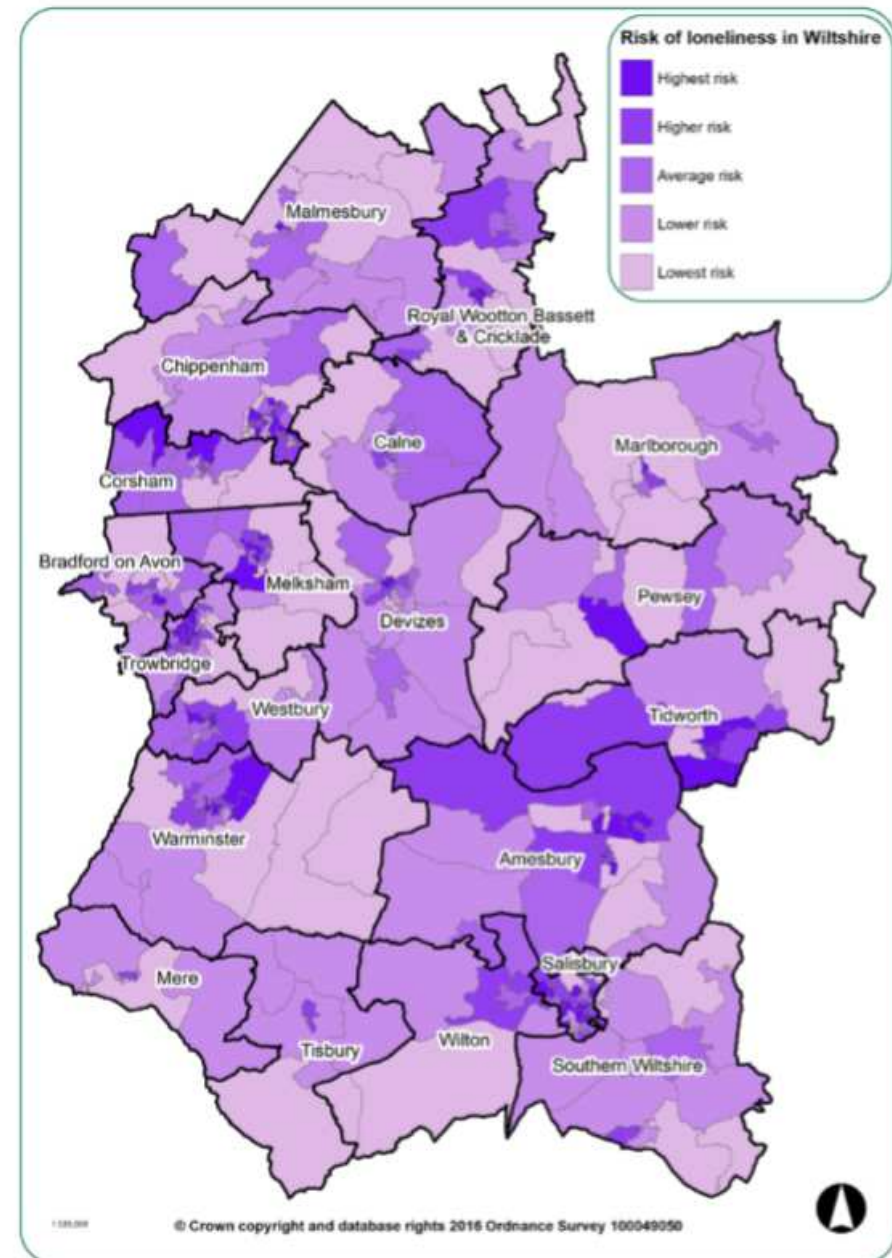 Risk of loneliness in Wiltshire
Highest risk
Higher risk
Average risk
Lower risk
Lowest risk
Malmesbury
Royal Wootton Bassett
& Cricklade
Chippenham
Calne
Marlborough
Corsham
Bradford on Avon
Melksham
Pewsey
Devizes
Trowbridge
Westbury
Tidworth
Warminster
Amesbury
Salisbury
Mere
Tisbury
Wilton
Southern Wiltshire
© Crown copyright and database rights 2016 Ordnance Survey 100049050